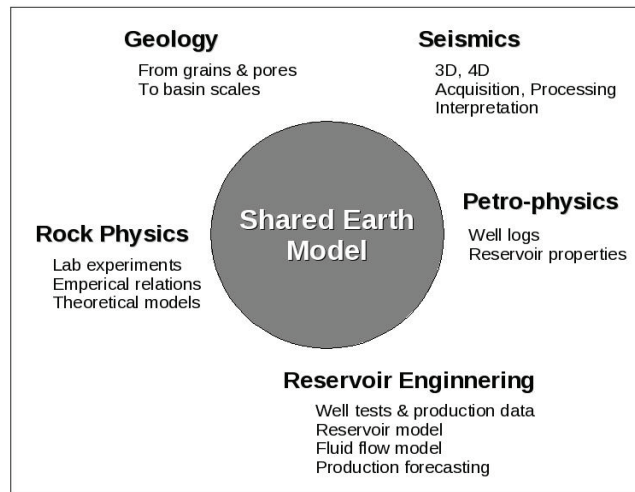 Geology
From grains & pores
To basin scales
Seismics
3D, 4D
Acquisition, Processing
Interpretation
Shared Earth
Model
Petro-physics
Well logs
Reservoir properties
Rock Physics
Lab experiments
Emperical relations
Theoretical models
Reservoir Enginnering
Well tests & production data
Reservoir model
Fluid flow model
Production forecasting